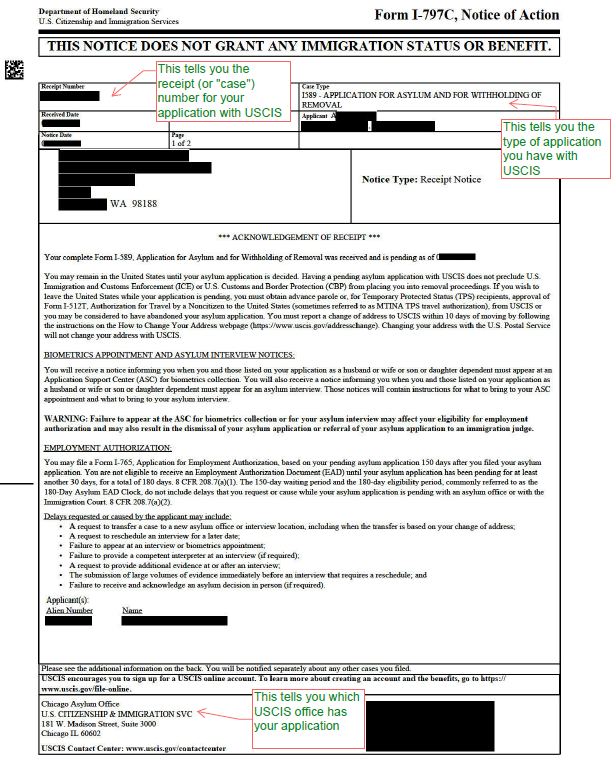 Department of Homeland Security
U.S. Citizenship and Immigration Services
Form I-797C, Notice of Action
THIS NOTICE DOES NOT GRANT ANY IMMIGRATION STATUS OR BENEFIT.
Receipt Number
This tells you the
receipt (or "case")
number for your
application with USCIS
Case Type
I589 - APPLICATION FOR ASYLUM AND FOR WITHHOLDING OF
REMOVAL
Received Date
Applicant A
Notice Date
Page
1 of 2
This tells you the
type of application
you have with
USCIS
WA 98188
Notice Type: Receipt Notice
*** ACKNOWLEDGEMENT OF RECEIPT ***
Your complete Form I-589, Application for Asylum and for Withholding of Removal was received and is pending as of
You may remain in the United States until your asylum application is decided. Having a pending asylum application with USCIS does not preclude U.S.
Immigration and Customs Enforcement (ICE) or U.S. Customs and Border Protection (CBP) from placing you into removal proceedings. If you wish to
leave the United States while your application is pending, you must obtain advance parole or, for Temporary Protected Status (TPS) recipients, approval of
Form I-512T, Authorization for Travel by a Noncitizen to the United States (sometimes referred to as MTINA TPS travel authorization), from USCIS or
you may be considered to have abandoned your asylum application. You must report a change of address to USCIS within 10 days of moving by following
the instructions on the How to Change Your Address webpage (https://www.uscis.gov/addresschange). Changing your address with the U.S. Postal Service
will not change your address with USCIS.
BIOMETRICS APPOINTMENT AND ASYLUM INTERVIEW NOTICES:
You will receive a notice informing you when you and those listed on your application as a husband or wife or son or daughter dependent must appear at an
Application Support Center (ASC) for biometrics collection. You will also receive a notice informing you when you and those listed on your application as
a husband or wife or son or daughter dependent must appear for an asylum interview. Those notices will contain instructions for what to bring to your ASC
appointment and what to bring to your asylum interview.
WARNING: Failure to appear at the ASC for biometrics collection or for your asylum interview may affect your eligibility for employment
authorization and may also result in the dismissal of your asylum application or referral of your asylum application to an immigration judge.
EMPLOYMENT AUTHORIZATION:
You may file a Form I-765, Application for Employment Authorization, based on your pending asylum application 150 days after you filed your asylum
application. You are not eligible to receive an Employment Authorization Document (EAD) until your asylum application has been pending for at least
another 30 days, for a total of 180 days. 8 CFR 208.7(a)(1). The 150-day waiting period and the 180-day eligibility period, commonly referred to as the
180-Day Asylum EAD Clock, do not include delays that you request or cause while your asylum application is pending with an asylum office or with the
Immigration Court. 8 CFR 208.7(a)(2).
Delays requested or caused by the applicant may include:
• A request to transfer a case to a new asylum office or interview location, including when the transfer is based on your change of address;
• A request to reschedule an interview for a later date;
• Failure to appear at an interview or biometrics appointment;
• Failure to provide a competent interpreter at an interview (if required);
• A request to provide additional evidence at or after an interview;
• The submission of large volumes of evidence immediately before an interview that requires a reschedule; and
• Failure to receive and acknowledge an asylum decision in person (if required).
Applicant(s):
Alien Number Name
Please see the additional information on the back. You will be notified separately about any other cases you filed.
USCIS encourages you to sign up for a USCIS online account. To learn more about creating an account and the benefits, go to https://
www.uscis.gov/file-online.
Chicago Asylum Office
U.S. CITIZENSHIP & IMMIGRATION SVC
181 W. Madison Street, Suite 3000
Chicago IL 60602
USCIS Contact Center: www.uscis.gov/contactcenter
This tells you which
USCIS office has
your application